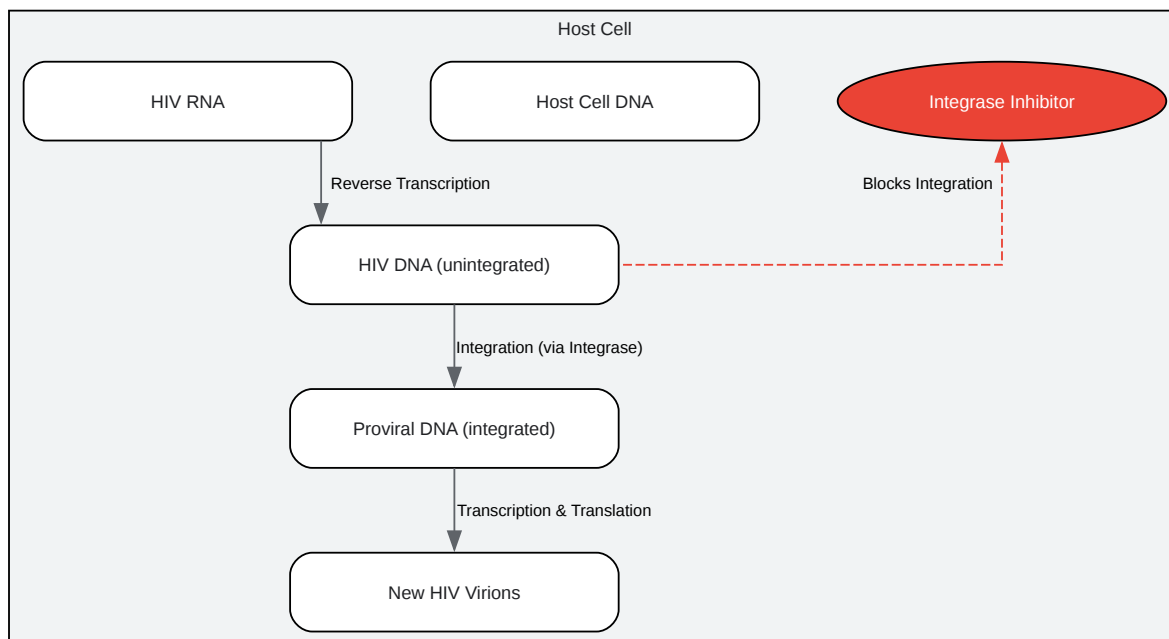 Host Cell
HIV RNA
Host Cell DNA
Integrase Inhibitor
Reverse Transcription
Blocks Integration
HIV DNA (unintegrated)
Integration (via Integrase)
Proviral DNA (integrated)
Transcription & Translation
New HIV Virions